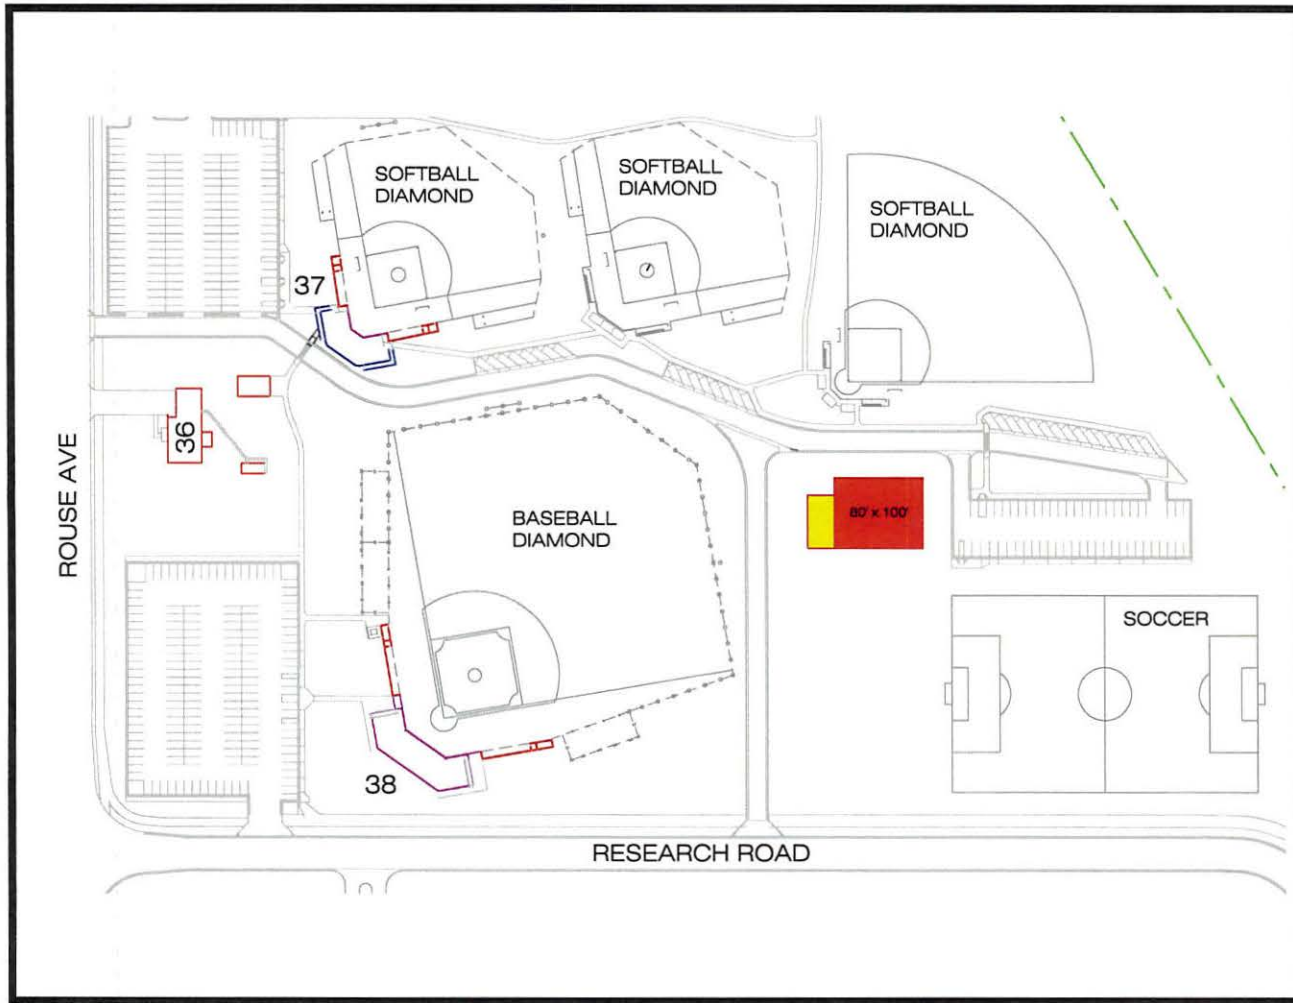 SOFTBALL
DIAMOND
SOFTBALL
DIAMOND
SOFTBALL
DIAMOND
37
36
ROUSE AVE
BASEBALL
DIAMOND
80' x 100'
SOCCER
38
RESEARCH ROAD